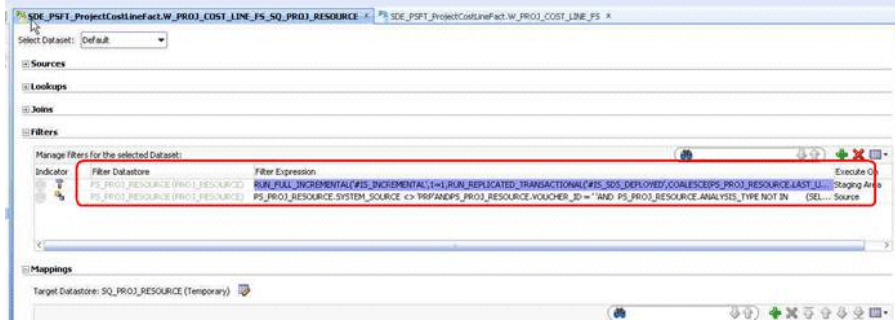 SDE_PSFT_ProjectCostLineFact.W_PROJ_COST_LINE_FS_SQ_PROJ_RESOURCE × SDE_PSFT_ProjectCostLineFact.W_PROJ_COST_LINE_FS ×
Select Dataset: Default
Sources
Lookups
Joins
Filters
Manage filters for the selected Dataset:
Indicator Filter Datastore Filter Expression Execute On
PS_PROJ_RESOURCE (PROJ_RESOURCE) RUN_FULL_INCREMENTAL('#IS_INCREMENTAL',1=1,RUN_REPLICATED_TRANSACTIONAL('#IS_SDS_DEPLOYED',COALESCE(PS_PROJ_RESOURCE.LAST_U... Staging Area
PS_PROJ_RESOURCE (PROJ_RESOURCE) PS_PROJ_RESOURCE.SYSTEM_SOURCE <> 'PRP'ANDPS_PROJ_RESOURCE.VOUCHER_ID = ' 'AND PS_PROJ_RESOURCE.ANALYSIS_TYPE NOT IN (SEL... Source
Mappings
Target Datastore: SQ_PROJ_RESOURCE (Temporary)